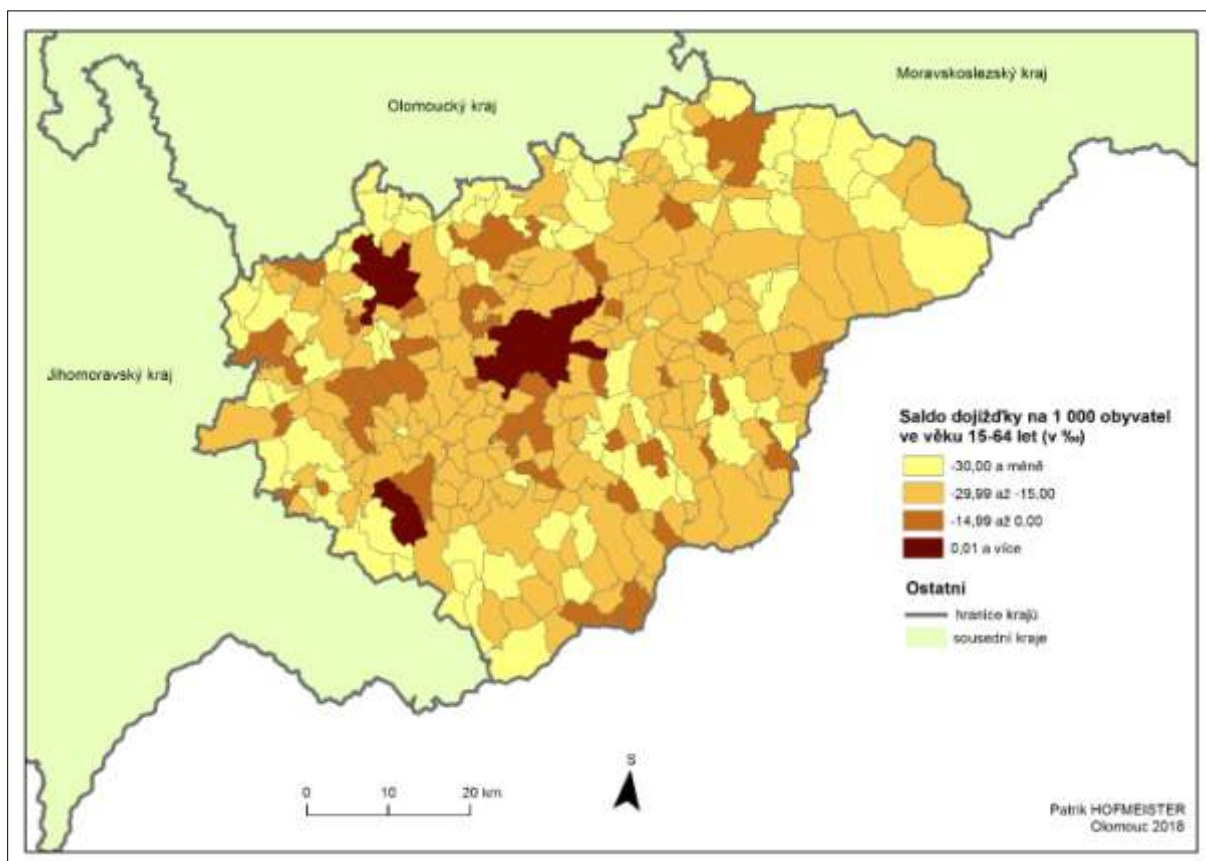 Moravskoslezský kraj
Olomoucký kraj
Jihomoravský kraj
Saldo dojížďky na 1 000 obyvatel
ve věku 15-64 let (v ‰)
-30,00 a méně
-29,99 až -15,00
-14,99 až 0,00
0,01 a více
Ostatní
hranice krajů
sousední kraje
S
0 10 20 km
Patrik HOFMEISTER
Olomouc 2018